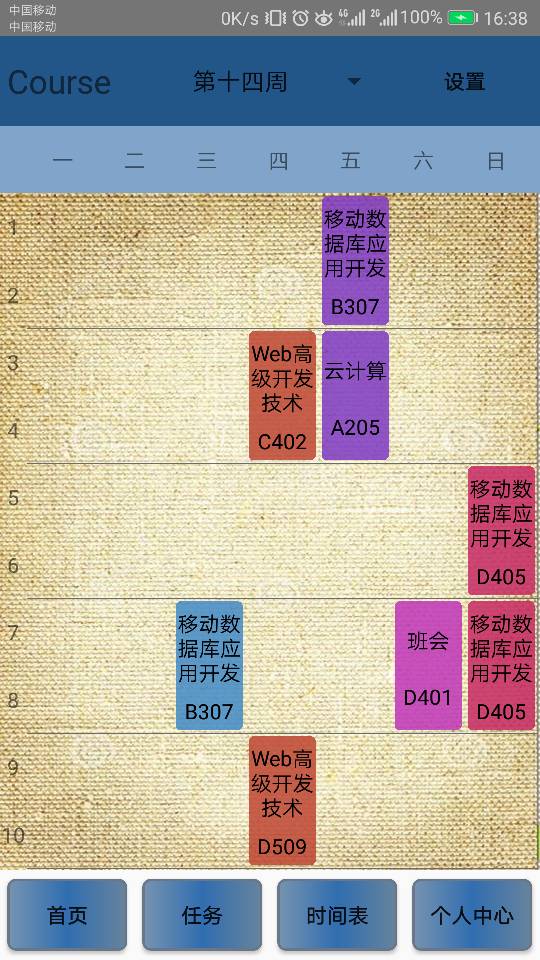 中国移动
中国移动
0K/s 4G 2G 100% 16:38
Course 第十四周 设置
一 二 三 四 五 六 日
1
移动数
据库应
用开发
2
B307
3
Web高
级开发
技术
云计算
4
C402
A205
5
移动数
据库应
用开发
6
D405
7
移动数
据库应
用开发
班会
移动数
据库应
用开发
8
B307
D401
D405
9
Web高
级开发
技术
10
D509
首页 任务 时间表 个人中心